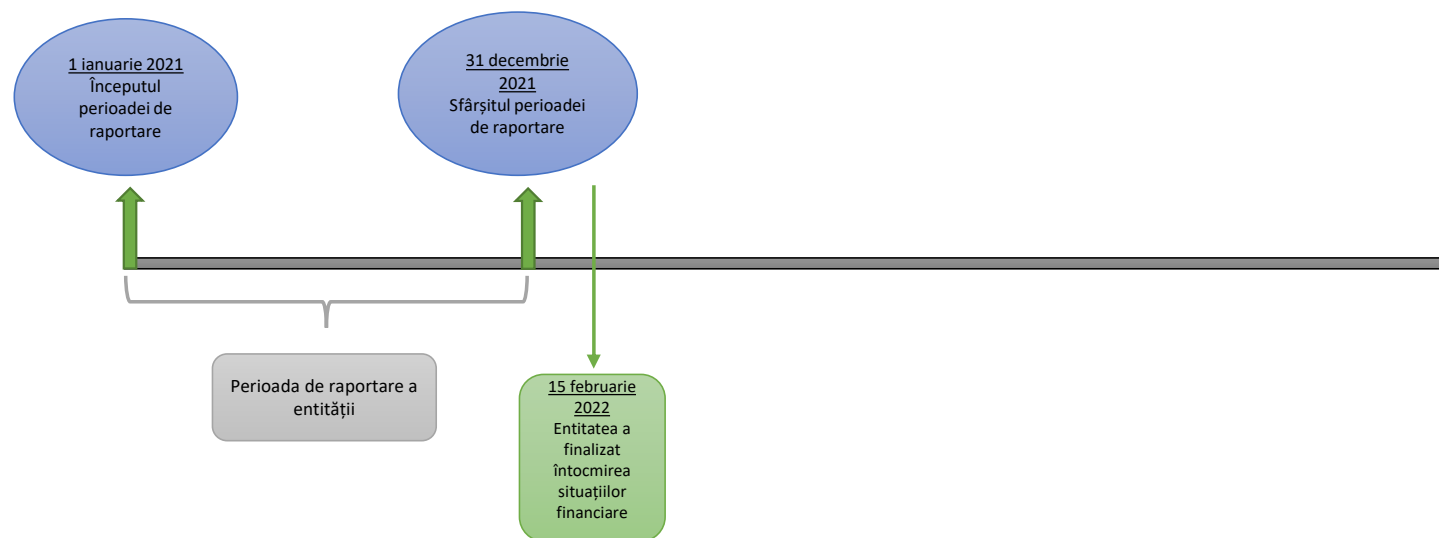 1 ianuarie 2021
Începutul
perioadei de
raportare
31 decembrie
2021
Sfârșitul perioadei
de raportare
Perioada de raportare a
entității
15 februarie
2022
Entitatea a
finalizat
întocmirea
situațiilor
financiare